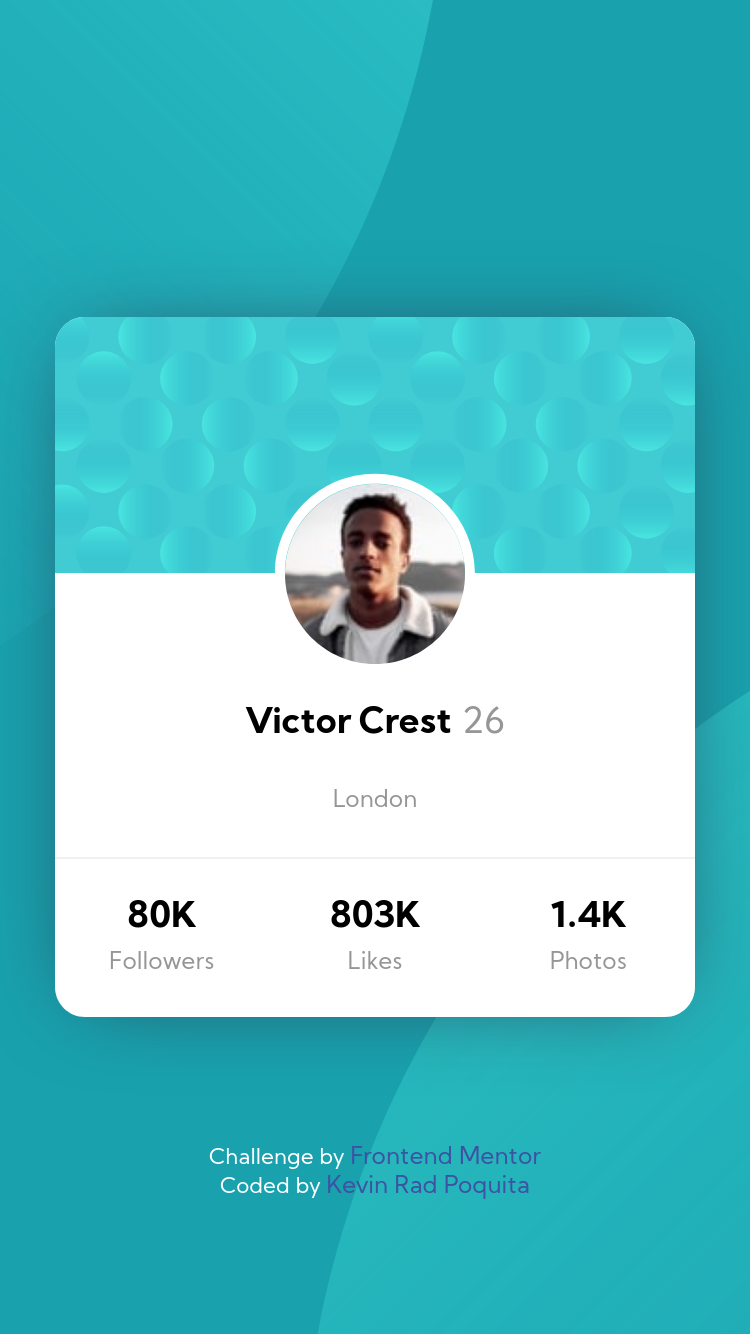 Victor Crest 26
London
80K 803K 1.4K
Followers Likes Photos
Challenge by Frontend Mentor
Coded by Kevin Rad Poquita